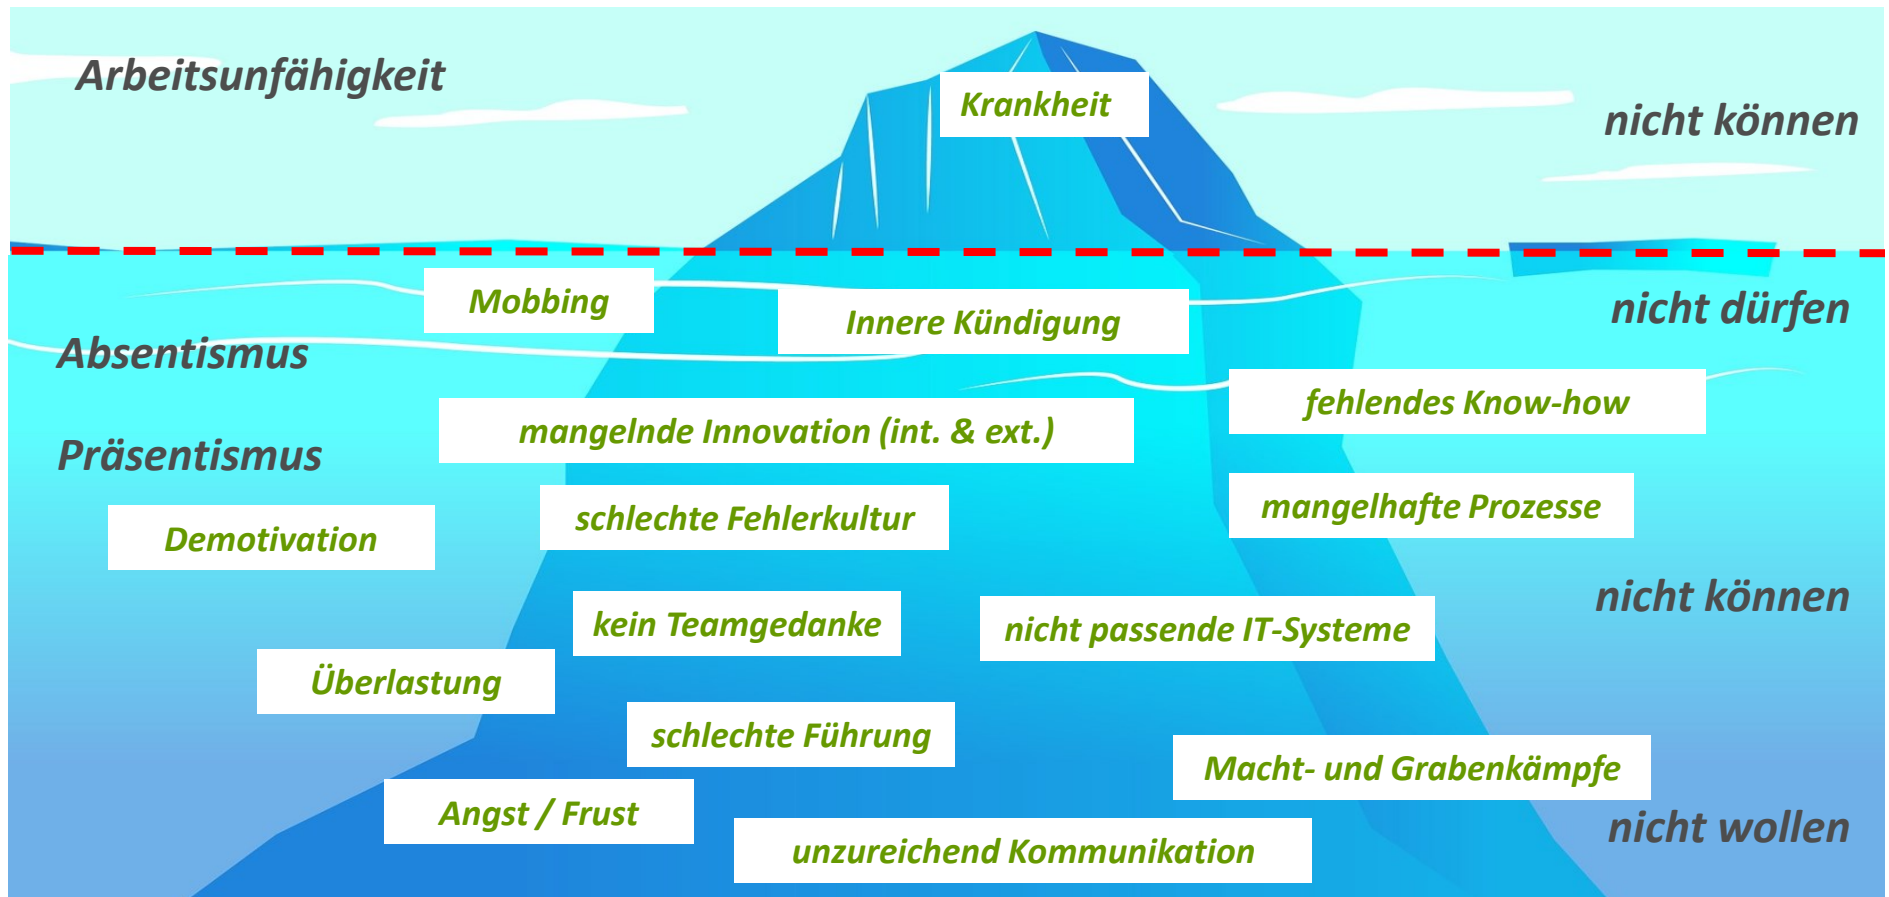 Arbeitsunfähigkeit
Krankheit
nicht können
Mobbing
Innere Kündigung
nicht dürfen
Absentismus
fehlendes Know-how
mangelnde Innovation (int. & ext.)
Präsentismus
mangelhafte Prozesse
schlechte Fehlerkultur
Demotivation
nicht können
kein Teamgedanke
nicht passende IT-Systeme
Überlastung
schlechte Führung
Macht- und Grabenkämpfe
Angst / Frust
nicht wollen
unzureichend Kommunikation